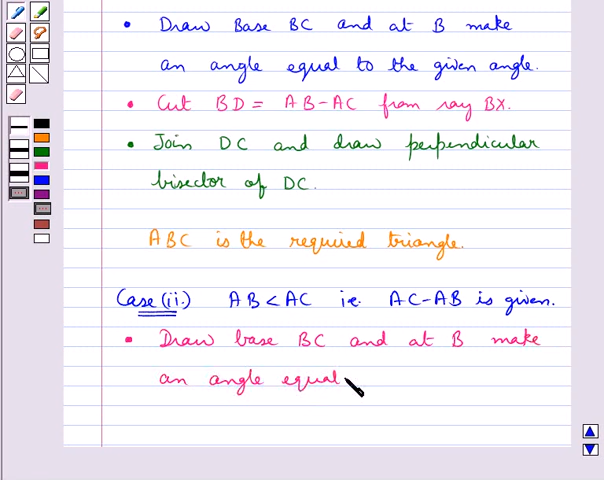 • Draw Base BC and at B make
an angle equal to the given angle.
• Cut BD = AB-AC from ray BX.
• Join DC and draw perpendicular
bisector of DC.
ABC is the required triangle.
Case (ii.) AB < AC i.e. AC-AB is given.
• Draw base BC and at B make
an angle equal